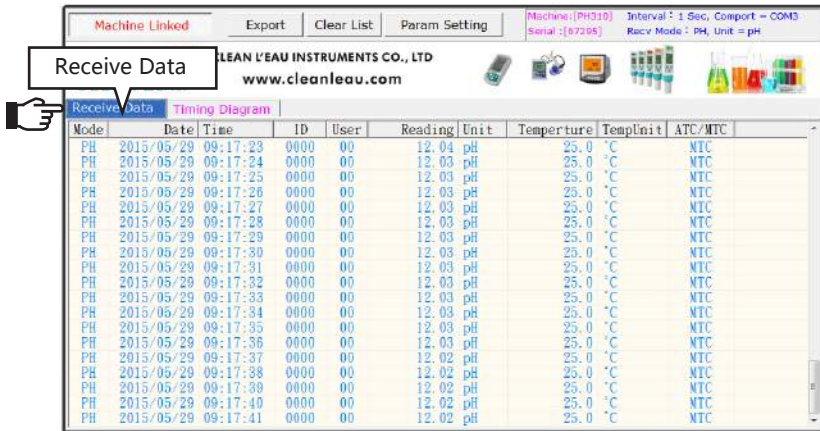 Machine Linked Export Clear List Param Setting Machine:[PH310] Interval : 1 Sec, Comport = COM3
Serial :[67295] Recv Mode : PH, Unit = pH
CLEAN L'EAU INSTRUMENTS CO., LTD
www.cleanleau.com
Receive Data
Receive Data Timing Diagram
Mode Date Time ID User Reading Unit Temperture TempUnit ATC/MTC
PH 2015/05/29 09:17:23 0000 00 12.04 pH 25.0 °C MTC
PH 2015/05/29 09:17:24 0000 00 12.03 pH 25.0 °C MTC
PH 2015/05/29 09:17:25 0000 00 12.03 pH 25.0 °C MTC
PH 2015/05/29 09:17:26 0000 00 12.03 pH 25.0 °C MTC
PH 2015/05/29 09:17:27 0000 00 12.03 pH 25.0 °C MTC
PH 2015/05/29 09:17:28 0000 00 12.03 pH 25.0 °C MTC
PH 2015/05/29 09:17:29 0000 00 12.03 pH 25.0 °C MTC
PH 2015/05/29 09:17:30 0000 00 12.03 pH 25.0 °C MTC
PH 2015/05/29 09:17:31 0000 00 12.03 pH 25.0 °C MTC
PH 2015/05/29 09:17:32 0000 00 12.03 pH 25.0 °C MTC
PH 2015/05/29 09:17:33 0000 00 12.03 pH 25.0 °C MTC
PH 2015/05/29 09:17:34 0000 00 12.03 pH 25.0 °C MTC
PH 2015/05/29 09:17:35 0000 00 12.03 pH 25.0 °C MTC
PH 2015/05/29 09:17:36 0000 00 12.03 pH 25.0 °C MTC
PH 2015/05/29 09:17:37 0000 00 12.02 pH 25.0 °C MTC
PH 2015/05/29 09:17:38 0000 00 12.02 pH 25.0 °C MTC
PH 2015/05/29 09:17:39 0000 00 12.02 pH 25.0 °C MTC
PH 2015/05/29 09:17:40 0000 00 12.02 pH 25.0 °C MTC
PH 2015/05/29 09:17:41 0000 00 12.02 pH 25.0 °C MTC